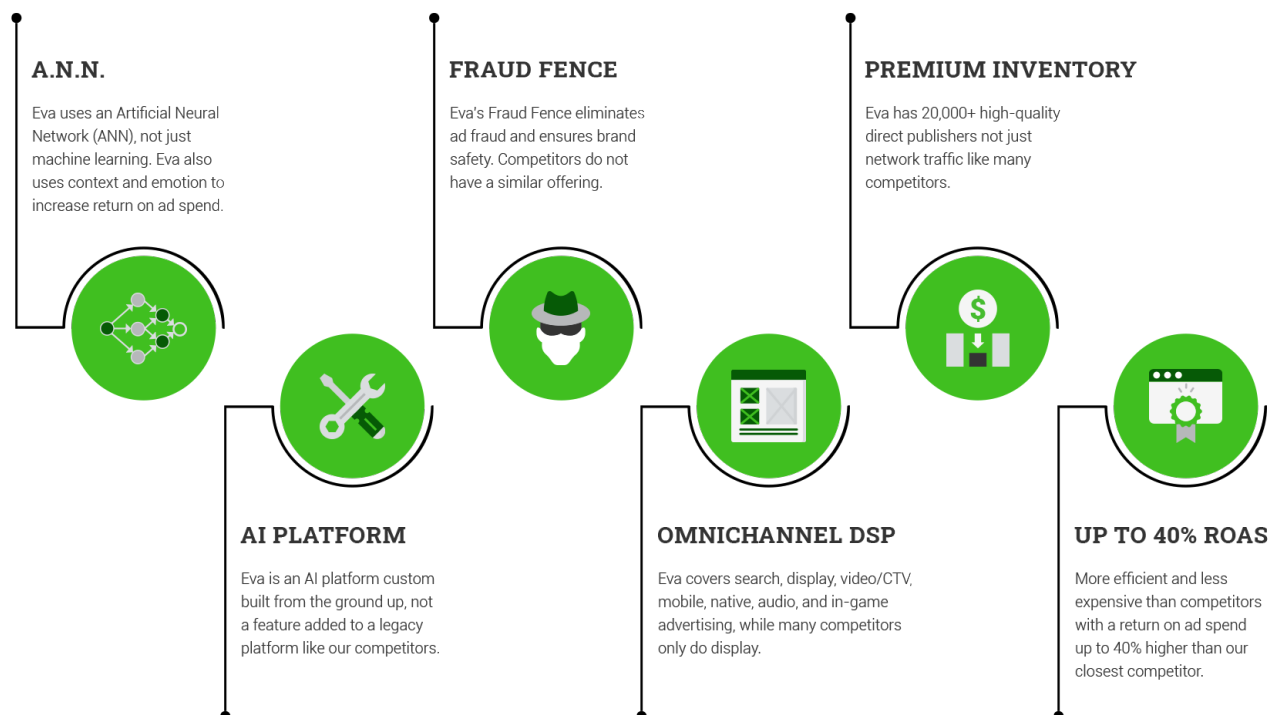 A.N.N.
Eva uses an Artificial Neural
Network (ANN), not just
machine learning. Eva also
uses context and emotion to
increase return on ad spend.
AI PLATFORM
Eva is an AI platform custom
built from the ground up, not
a feature added to a legacy
platform like our competitors.
FRAUD FENCE
Eva's Fraud Fence eliminates
ad fraud and ensures brand
safety. Competitors do not
have a similar offering.
OMNICHANNEL DSP
Eva covers search, display, video/CTV,
mobile, native, audio, and in-game
advertising, while many competitors
only do display.
PREMIUM INVENTORY
Eva has 20,000+ high-quality
direct publishers not just
network traffic like many
competitors.
UP TO 40% ROAS
More efficient and less
expensive than competitors
with a return on ad spend
up to 40% higher than our
closest competitor.